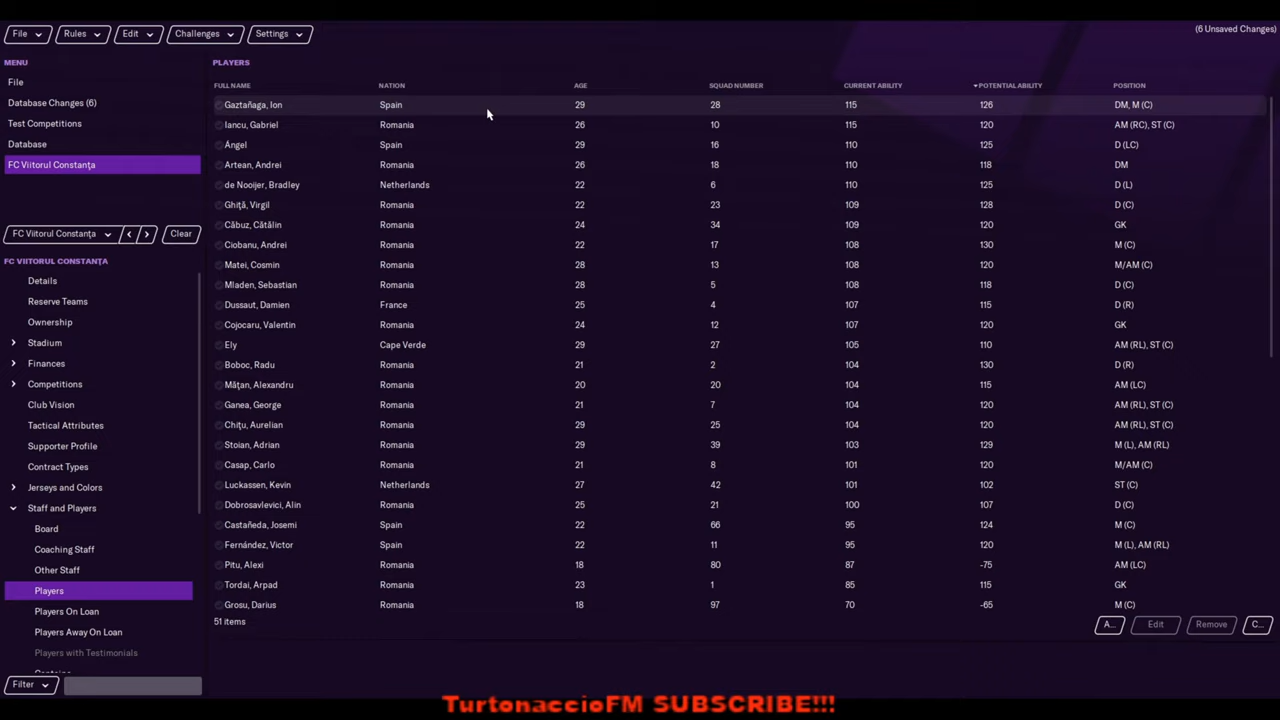 File Rules Edit Challenges Settings (6 Unsaved Changes)
MENU
File
Database Changes (6)
Test Competitions
Database
FC Viitorul Constanţa
FC Viitorul Constanţa Clear
FC VIITORUL CONSTANŢA
Details
Reserve Teams
Ownership
Stadium
Finances
Competitions
Club Vision
Tactical Attributes
Supporter Profile
Contract Types
Jerseys and Colors
Staff and Players
Board
Coaching Staff
Other Staff
Players
Players On Loan
Players Away On Loan
Players with Testimonials
Filter
PLAYERS
FULL NAME NATION AGE SQUAD NUMBER CURRENT ABILITY POTENTIAL ABILITY POSITION
Gaztañaga, Ion Spain 29 28 115 126 DM, M (C)
Iancu, Gabriel Romania 26 10 115 120 AM (RC), ST (C)
Ángel Spain 29 16 110 125 D (LC)
Artean, Andrei Romania 26 18 110 118 DM
de Nooijer, Bradley Netherlands 22 6 110 125 D (L)
Ghiţă, Virgil Romania 22 23 109 128 D (C)
Căbuz, Cătălin Romania 24 34 109 120 GK
Ciobanu, Andrei Romania 22 17 108 130 M (C)
Matei, Cosmin Romania 28 13 108 120 M/AM (C)
Mladen, Sebastian Romania 28 5 108 118 D (C)
Dussaut, Damien France 25 4 107 115 D (R)
Cojocaru, Valentin Romania 24 12 107 120 GK
Ely Cape Verde 29 27 105 110 AM (RL), ST (C)
Boboc, Radu Romania 21 2 104 130 D (R)
Măţan, Alexandru Romania 20 20 104 115 AM (LC)
Ganea, George Romania 21 7 104 120 AM (RL), ST (C)
Chiţu, Aurelian Romania 29 25 104 120 AM (RL), ST (C)
Stoian, Adrian Romania 29 39 103 129 M (L), AM (RL)
Casap, Carlo Romania 21 8 101 120 M/AM (C)
Luckassen, Kevin Netherlands 27 42 101 102 ST (C)
Dobrosavlevici, Alin Romania 25 21 100 107 D (C)
Castañeda, Josemi Spain 22 66 95 124 M (C)
Fernández, Victor Spain 22 11 95 120 M (L), AM (RL)
Pitu, Alexi Romania 18 80 87 -75 AM (LC)
Tordai, Arpad Romania 23 1 85 115 GK
Grosu, Darius Romania 18 97 70 -65 M (C)
51 items A... Edit Remove C...
TurtonaccioFM SUBSCRIBE!!!